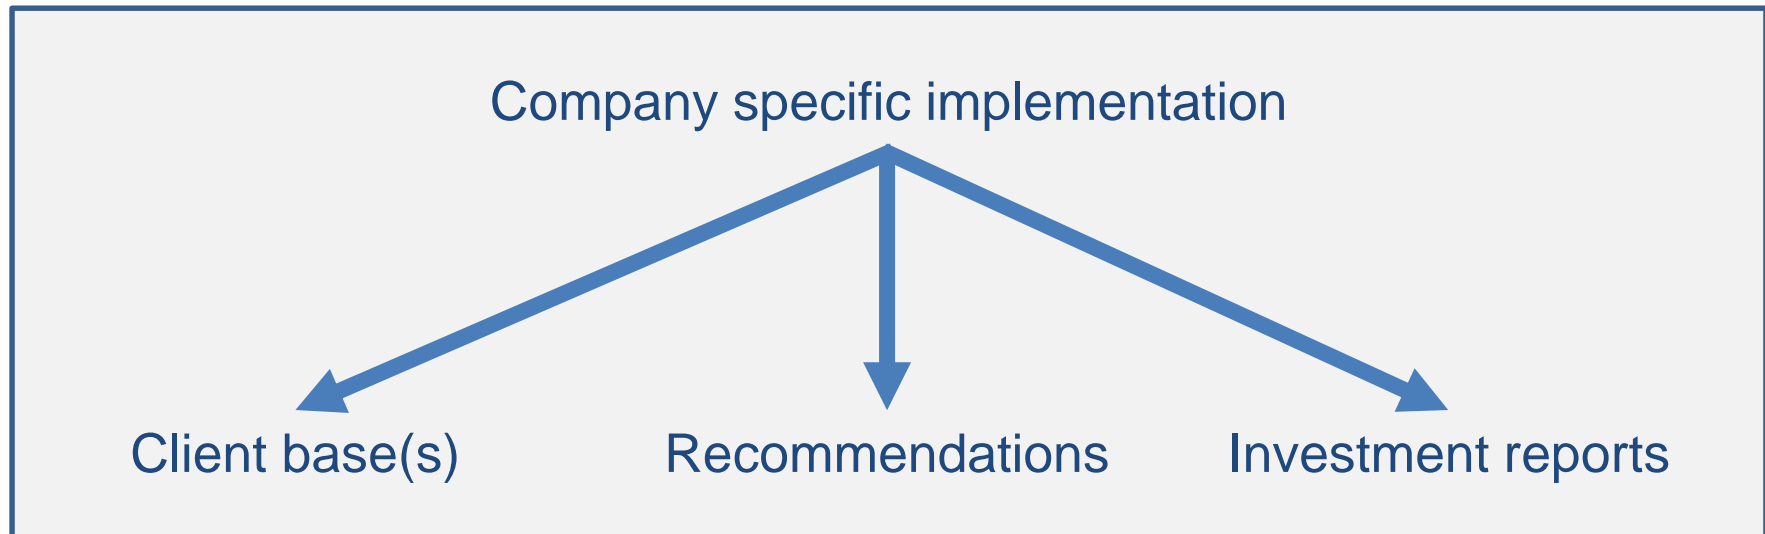 Company specific implementation
Client base(s) Recommendations Investment reports